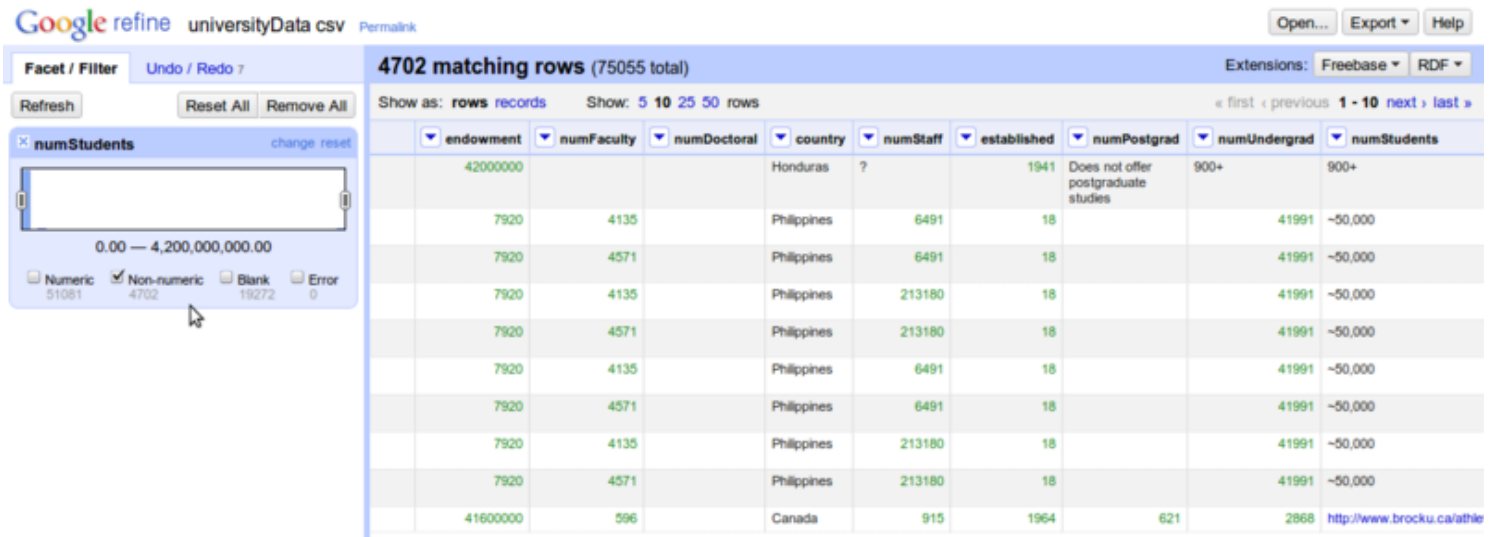 Google refine universityData csv Permalink Open... Export Help
Facet / Filter Undo / Redo 7
Refresh Reset All Remove All
numStudents change reset
0.00 — 4,200,000,000.00
Numeric Non-numeric Blank Error
51081 4702 19272 0
4702 matching rows (75055 total) Extensions: Freebase RDF
Show as: rows records Show: 5 10 25 50 rows « first ‹ previous 1 - 10 next › last »
endowment numFaculty numDoctoral country numStaff established numPostgrad numUndergrad numStudents
42000000 Honduras ? 1941 Does not offer 900+ 900+
postgraduate
studies
7920 4135 Philippines 6491 18 41991 ~50,000
7920 4571 Philippines 6491 18 41991 ~50,000
7920 4135 Philippines 213180 18 41991 ~50,000
7920 4571 Philippines 213180 18 41991 ~50,000
7920 4135 Philippines 6491 18 41991 ~50,000
7920 4571 Philippines 6491 18 41991 ~50,000
7920 4135 Philippines 213180 18 41991 ~50,000
7920 4571 Philippines 213180 18 41991 ~50,000
41600000 596 Canada 915 1964 621 2868 http://www.brocku.ca/athle